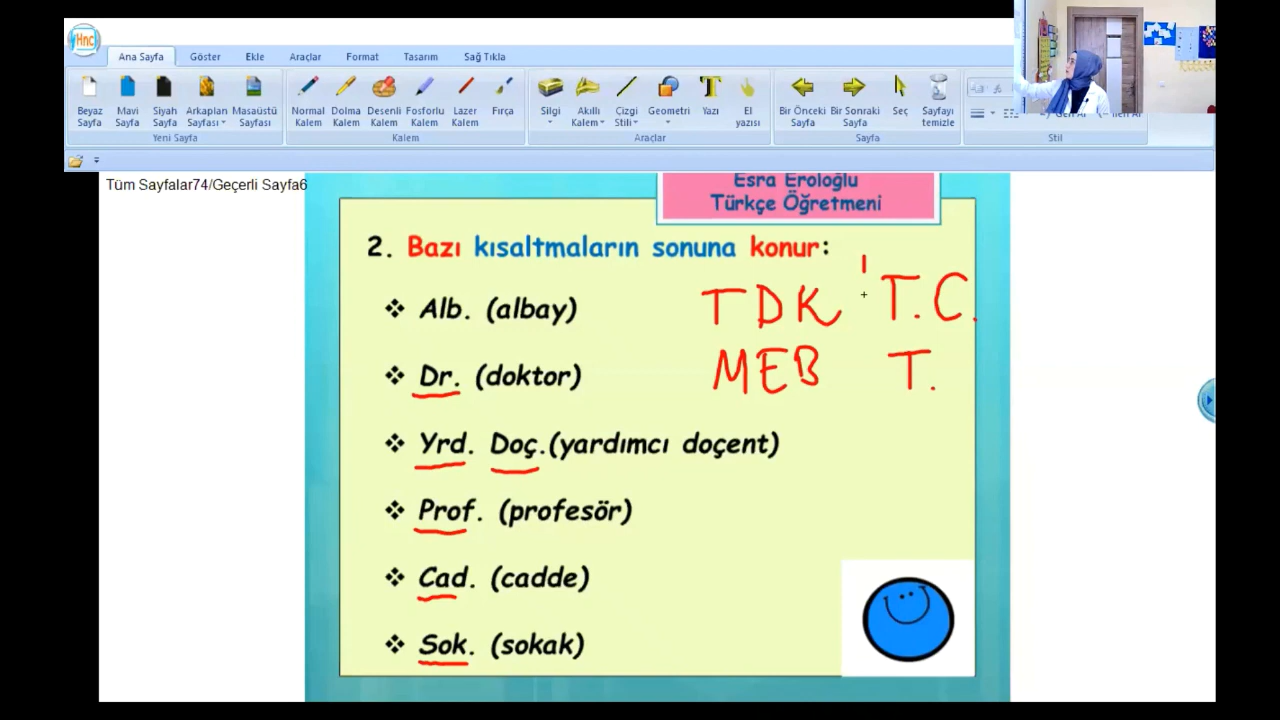 Hnc
Ana Sayfa Göster Ekle Araçlar Format Tasarım Sağ Tıkla
Beyaz Sayfa Mavi Sayfa Siyah Sayfa Arkaplan Sayfası Masaüstü Sayfası Normal Kalem Dolma Kalem Desenli Kalem Fosforlu Kalem Lazer Kalem Fırça Silgi Akıllı Kalem Çizgi Stili Geometri Yazı El yazısı Bir Önceki Sayfa Bir Sonraki Sayfa Seç Sayfayı temizle
Yeni Sayfa Kalem Araçlar Sayfa Stil
Tüm Sayfalar74/Geçerli Sayfa6
Esra Eroloğlu
Türkçe Öğretmeni
2. Bazı kısaltmaların sonuna konur:
Alb. (albay) TDK T.C.
Dr. (doktor) MEB T.
Yrd. Doç.(yardımcı doçent)
Prof. (profesör)
Cad. (cadde)
Sok. (sokak)